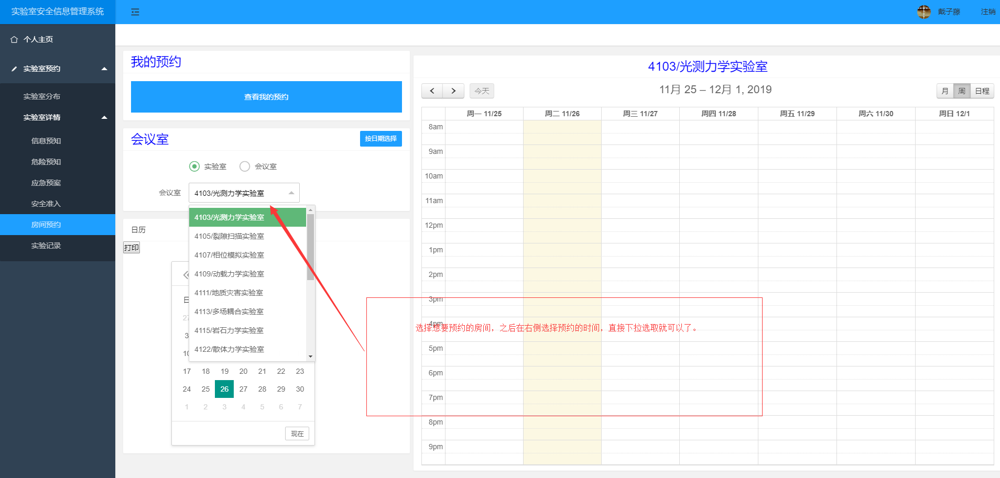 实验室安全信息管理系统
戴子藤
注销
个人主页
实验室预约
实验室分布
实验室详情
信息预知
危险预知
应急预案
安全准入
房间预约
实验记录
我的预约
查看我的预约
会议室
按日期选择
实验室
会议室
会议室
4103/光测力学实验室
4103/光测力学实验室
4105/裂隙扫描实验室
4107/相位模拟实验室
4109/动载力学实验室
4111/地质灾害实验室
4113/多场耦合实验室
4115/岩石力学实验室
4122/散体力学实验室
日历
打印
日
27
3
10
17 18 19 20 21 22 23
24 25 26 27 28 29 30
1 2 3 4 5 6 7
现在
4103/光测力学实验室
今天
11月 25 – 12月 1, 2019
月 周 日程
周一 11/25 周二 11/26 周三 11/27 周四 11/28 周五 11/29 周六 11/30 周日 12/1
8am
9am
10am
11am
12pm
1pm
2pm
3pm
4pm
选择想要预约的房间，之后在右侧选择预约的时间，直接下拉选取就可以了。
5pm
6pm
7pm
8pm
9pm